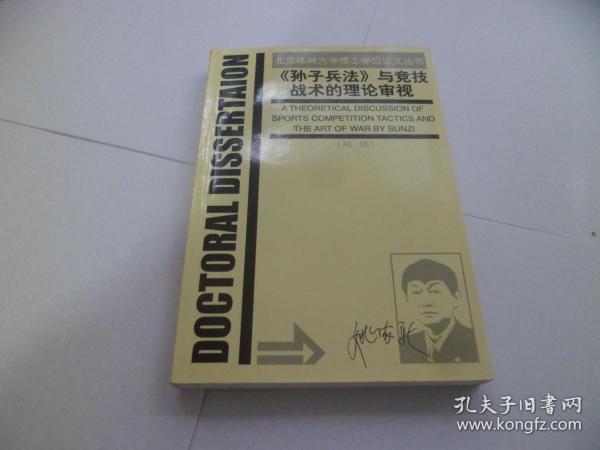 北京体育大学博士学位论文丛书
《孙子兵法》与竞技
战术的理论审视
A THEORETICAL DISCUSSION OF
SPORTS COMPETITION TACTICS AND
THE ART OF WAR BY SUNZI
（双语）
DOCTORAL DISSERTAION
孔夫子旧书网
www.kongfz.com